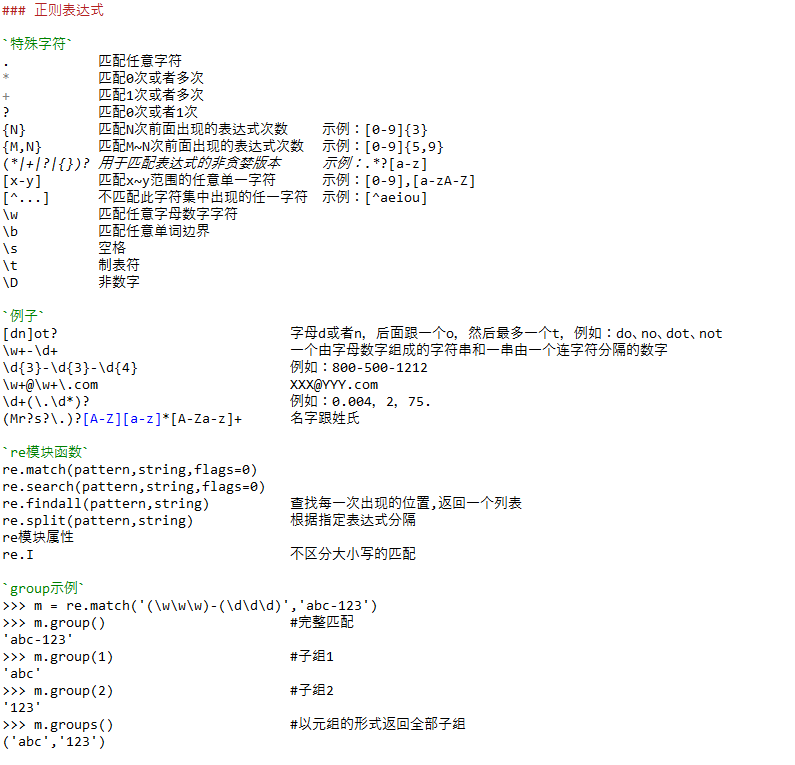 ### 正则表达式
`特殊字符`
. 匹配任意字符
* 匹配0次或者多次
+ 匹配1次或者多次
? 匹配0次或者1次
{N} 匹配N次前面出现的表达式次数 示例：[0-9]{3}
{M,N} 匹配M~N次前面出现的表达式次数 示例：[0-9]{5,9}
(*|+|?|{})? 用于匹配表达式的非贪婪版本 示例：.*?[a-z]
[x-y] 匹配x~y范围的任意单一字符 示例：[0-9],[a-zA-Z]
[^...] 不匹配此字符集中出现的任一字符 示例：[^aeiou]
\w 匹配任意字母数字字符
\b 匹配任意单词边界
\s 空格
\t 制表符
\D 非数字
`例子`
[dn]ot? 字母d或者n, 后面跟一个o, 然后最多一个t, 例如：do、no、dot、not
\w+-\d+ 一个由字母数字组成的字符串和一串由一个连字符分隔的数字
\d{3}-\d{3}-\d{4} 例如：800-500-1212
\w+@\w+\.com XXX@YYY.com
\d+(\.\d*)? 例如：0.004, 2, 75.
(Mr?s?\.)?[A-Z][a-z]*[A-Za-z]+ 名字跟姓氏
`re模块函数`
re.match(pattern,string,flags=0)
re.search(pattern,string,flags=0)
re.findall(pattern,string) 查找每一次出现的位置,返回一个列表
re.split(pattern,string) 根据指定表达式分隔
re模块属性
re.I 不区分大小写的匹配
`group示例`
>>> m = re.match('(\w\w\w)-(\d\d\d)','abc-123')
>>> m.group() #完整匹配
'abc-123'
>>> m.group(1) #子组1
'abc'
>>> m.group(2) #子组2
'123'
>>> m.groups() #以元组的形式返回全部子组
('abc','123')